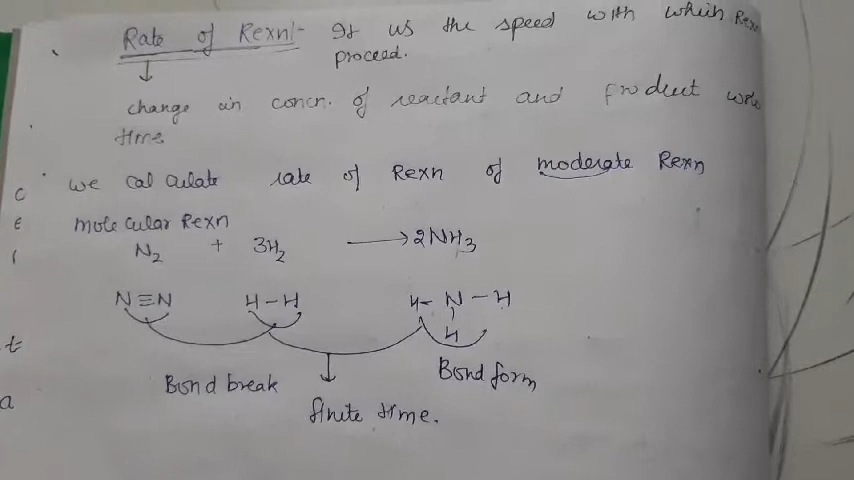 Rate of Rexn!- It us the speed with which Rexn
proceed.
change in concn. of reactant and product w.r.t
time
we calculate rate of Rexn of moderate Rexn
C
E
molecular Rexn
N2 + 3H2 → 2NH3
N≡N H-H H-N-H
H
t
Bond break Bond form
a
finite time.